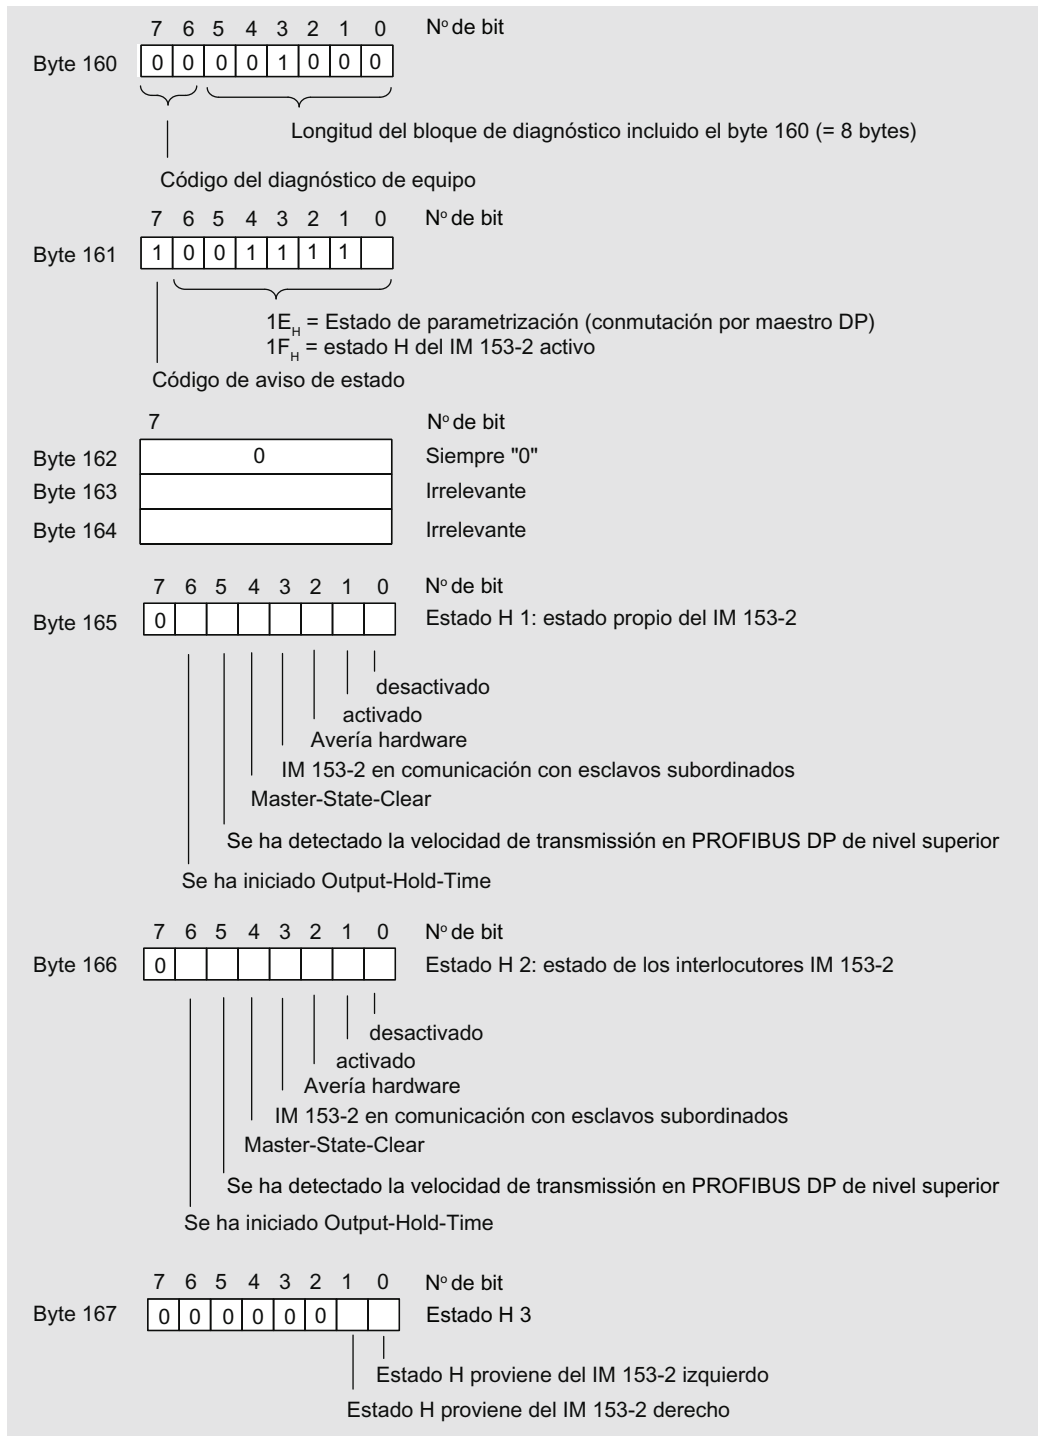 7 6 5 4 3 2 1 0 Nº de bit
Byte 160 0 0 0 0 1 0 0 0
Longitud del bloque de diagnóstico incluido el byte 160 (= 8 bytes)
Código del diagnóstico de equipo
7 6 5 4 3 2 1 0 Nº de bit
Byte 161 1 0 0 1 1 1 1
1E_H = Estado de parametrización (conmutación por maestro DP)
1F_H = estado H del IM 153-2 activo
Código de aviso de estado
7 Nº de bit
Byte 162 0 Siempre "0"
Byte 163 Irrelevante
Byte 164 Irrelevante
7 6 5 4 3 2 1 0 Nº de bit
Byte 165 0 Estado H 1: estado propio del IM 153-2
desactivado
activado
Avería hardware
IM 153-2 en comunicación con esclavos subordinados
Master-State-Clear
Se ha detectado la velocidad de transmissión en PROFIBUS DP de nivel superior
Se ha iniciado Output-Hold-Time
7 6 5 4 3 2 1 0 Nº de bit
Byte 166 0 Estado H 2: estado de los interlocutores IM 153-2
desactivado
activado
Avería hardware
IM 153-2 en comunicación con esclavos subordinados
Master-State-Clear
Se ha detectado la velocidad de transmissión en PROFIBUS DP de nivel superior
Se ha iniciado Output-Hold-Time
7 6 5 4 3 2 1 0 Nº de bit
Byte 167 0 0 0 0 0 0 Estado H 3
Estado H proviene del IM 153-2 izquierdo
Estado H proviene del IM 153-2 derecho